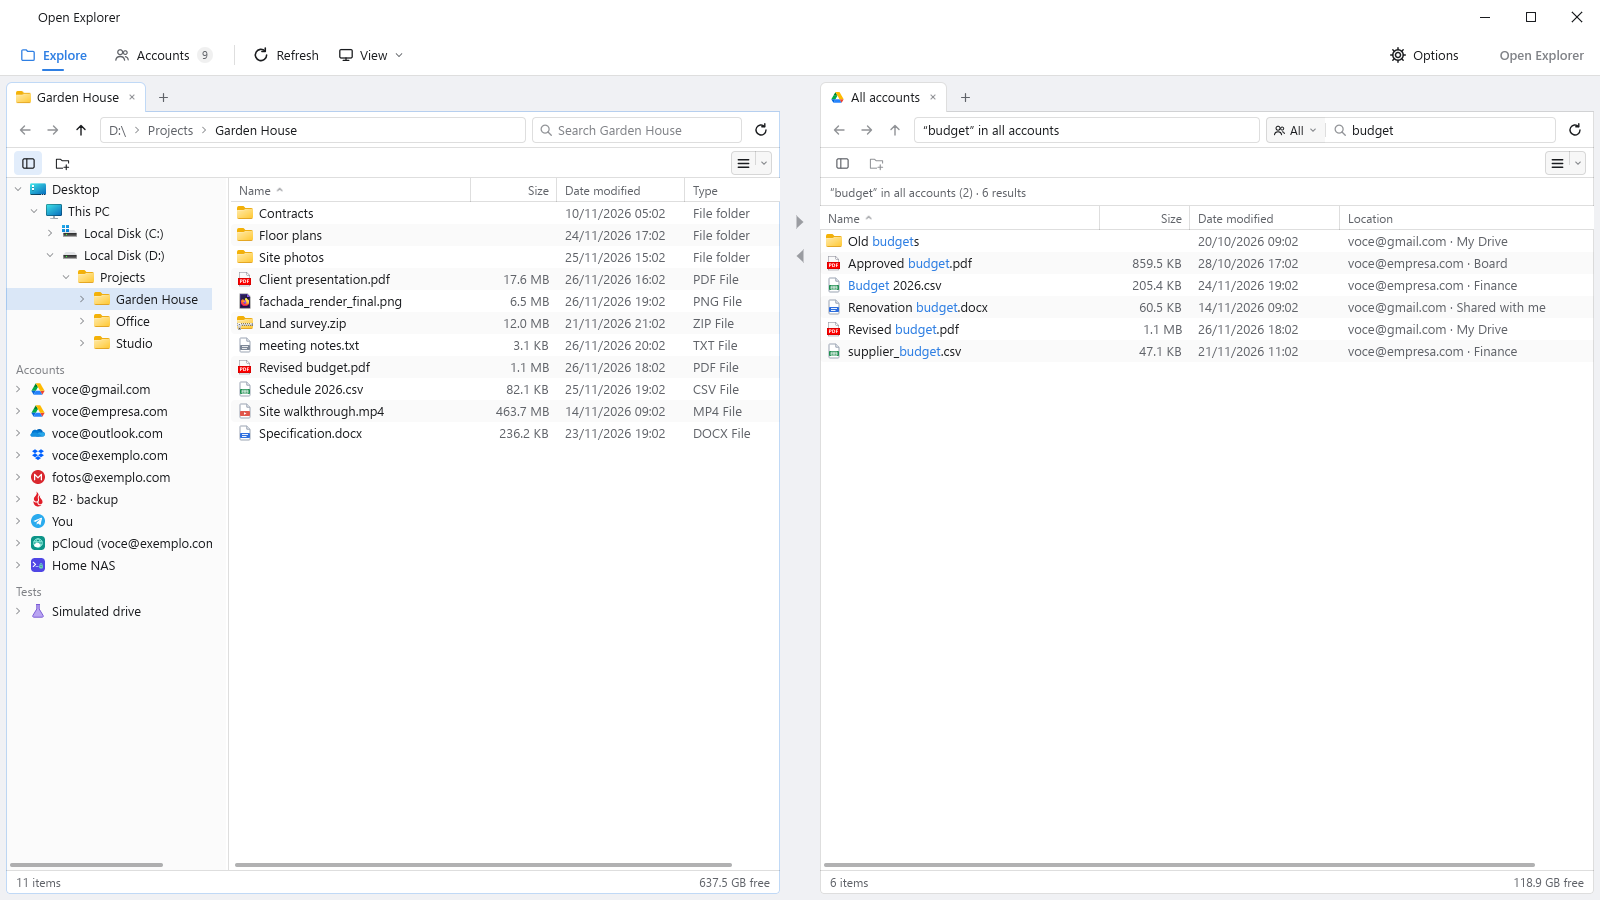 Open Explorer
Explore
Accounts 9
Refresh
View
Options
Open Explorer
Garden House
D:\ Projects Garden House
Search Garden House
Desktop
This PC
Local Disk (C:)
Local Disk (D:)
Projects
Garden House
Office
Studio
Accounts
voce@gmail.com
voce@empresa.com
voce@outlook.com
voce@exemplo.com
fotos@exemplo.com
B2 · backup
You
pCloud (voce@exemplo.con
Home NAS
Tests
Simulated drive
Name Size Date modified Type
Contracts 10/11/2026 05:02 File folder
Floor plans 24/11/2026 17:02 File folder
Site photos 25/11/2026 15:02 File folder
Client presentation.pdf 17.6 MB 26/11/2026 16:02 PDF File
fachada_render_final.png 6.5 MB 26/11/2026 19:02 PNG File
Land survey.zip 12.0 MB 21/11/2026 21:02 ZIP File
meeting notes.txt 3.1 KB 26/11/2026 20:02 TXT File
Revised budget.pdf 1.1 MB 26/11/2026 18:02 PDF File
Schedule 2026.csv 82.1 KB 25/11/2026 19:02 CSV File
Site walkthrough.mp4 463.7 MB 14/11/2026 09:02 MP4 File
Specification.docx 236.2 KB 23/11/2026 19:02 DOCX File
11 items
637.5 GB free
All accounts
“budget” in all accounts
All
budget
“budget” in all accounts (2) · 6 results
Name Size Date modified Location
Old budgets 20/10/2026 09:02 voce@gmail.com · My Drive
Approved budget.pdf 859.5 KB 28/10/2026 17:02 voce@empresa.com · Board
Budget 2026.csv 205.4 KB 24/11/2026 19:02 voce@empresa.com · Finance
Renovation budget.docx 60.5 KB 14/11/2026 09:02 voce@gmail.com · Shared with me
Revised budget.pdf 1.1 MB 26/11/2026 18:02 voce@gmail.com · My Drive
supplier_budget.csv 47.1 KB 21/11/2026 11:02 voce@empresa.com · Finance
6 items
118.9 GB free